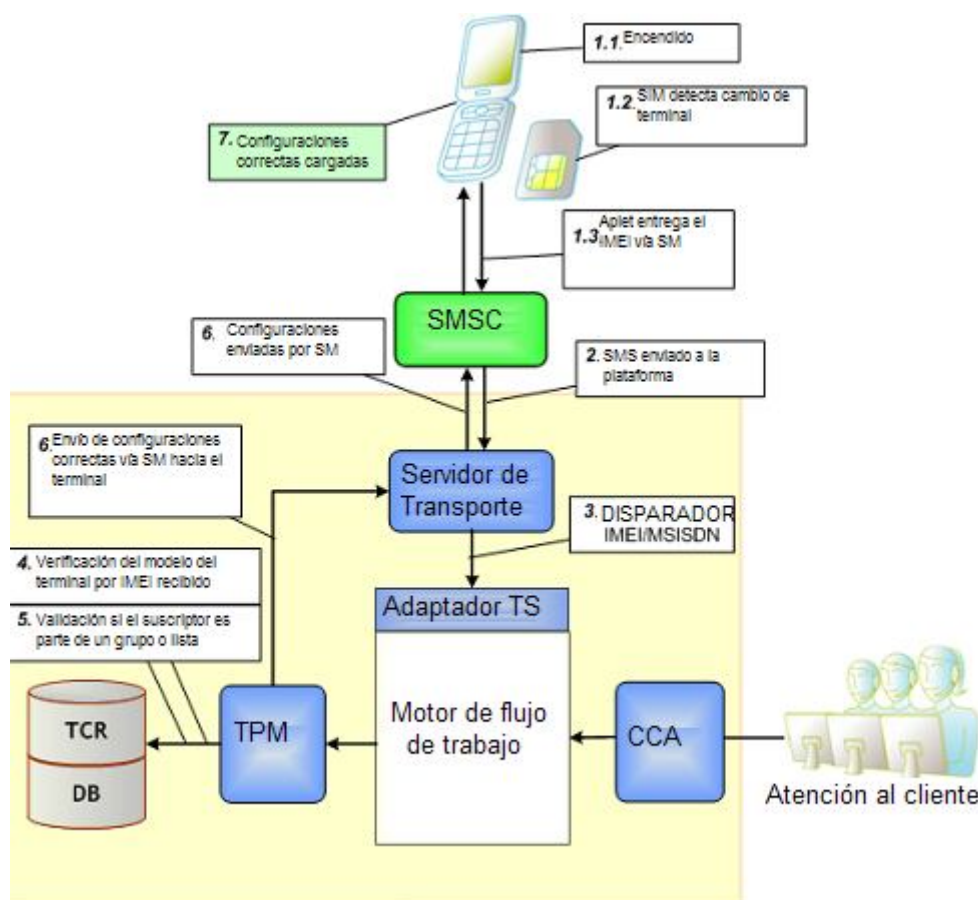 1.1. Encendido
1.2. SIM detecta cambio de
terminal
7. Configuraciones
correctas cargadas
1.3 Aplet entrega el
IMEI vía SM
SMSC
6. Configuraciones
enviadas por SM
2. SMS enviado a la
plataforma
6. Envío de configuraciones
correctas vía SM hacia el
terminal
Servidor de
Transporte
3. DISPARADOR
IMEI/MSISDN
4. Verificación del modelo del
terminal por IMEI recibido
5. Validación si el suscriptor es
parte de un grupo o lista
Adaptador TS
Motor de flujo
de trabajo
TCR
DB
TPM
CCA
Atención al cliente